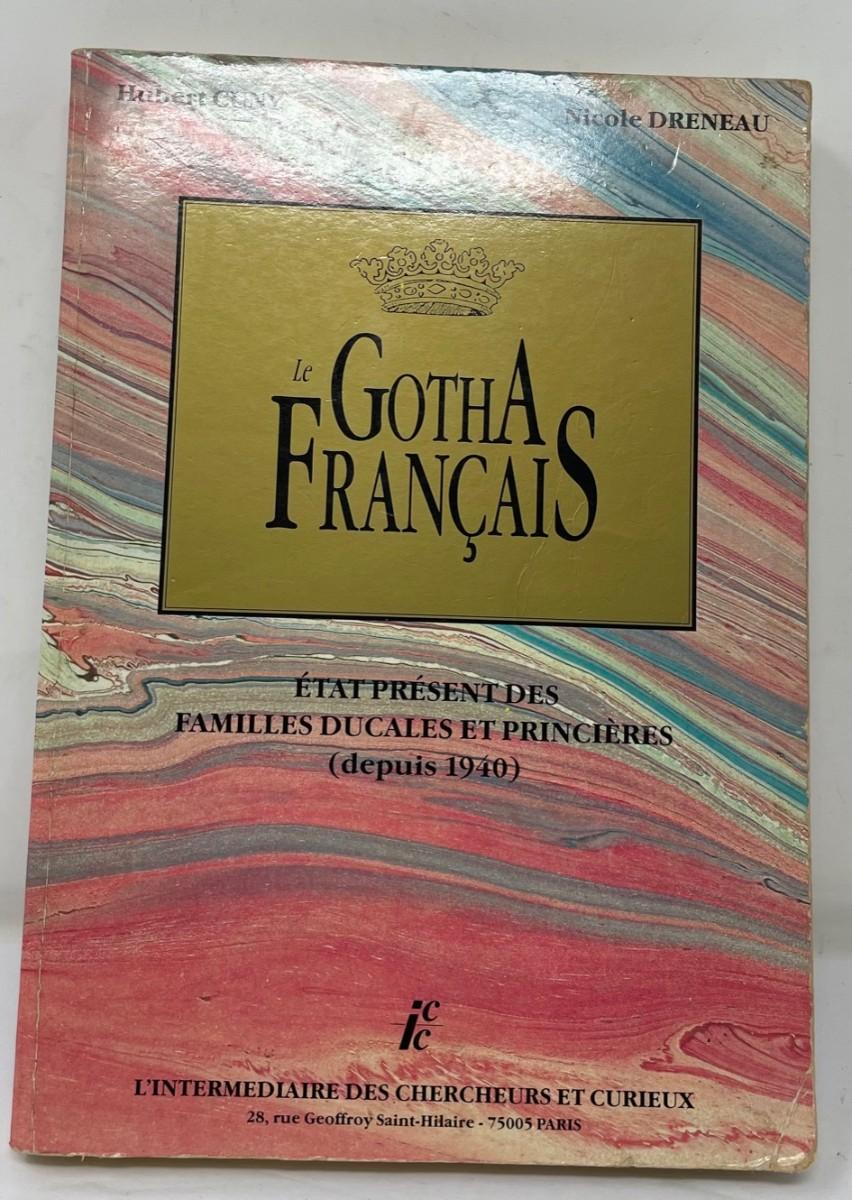 Hubert CUNY
Nicole DRENEAU
Le GOTHA
FRANÇAIS
ÉTAT PRÉSENT DES
FAMILLES DUCALES ET PRINCIÈRES
(depuis 1940)
icc
L'INTERMEDIAIRE DES CHERCHEURS ET CURIEUX
28, rue Geoffroy Saint-Hilaire - 75005 PARIS